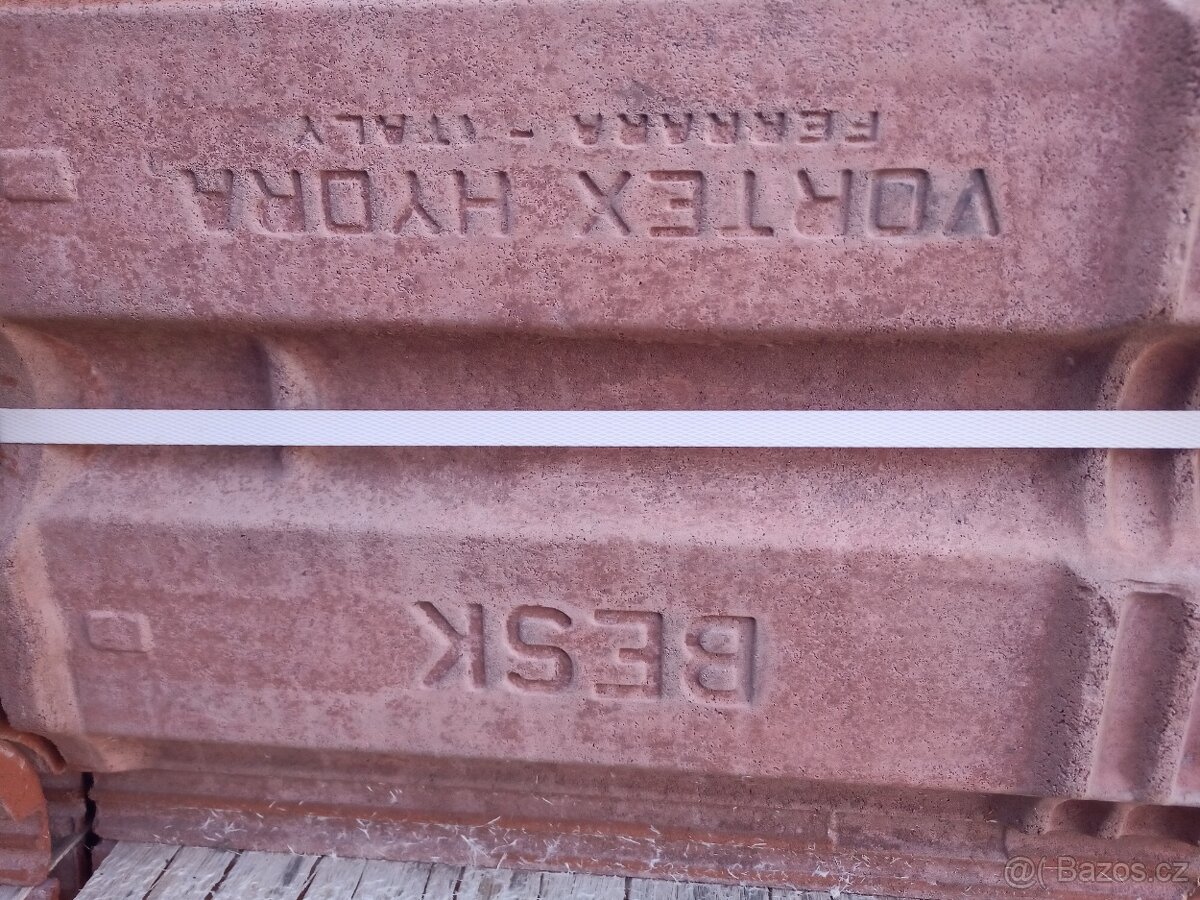 VORTEX HYDRA
FERRARA - ITALY
BESK
@( Bazos.cz